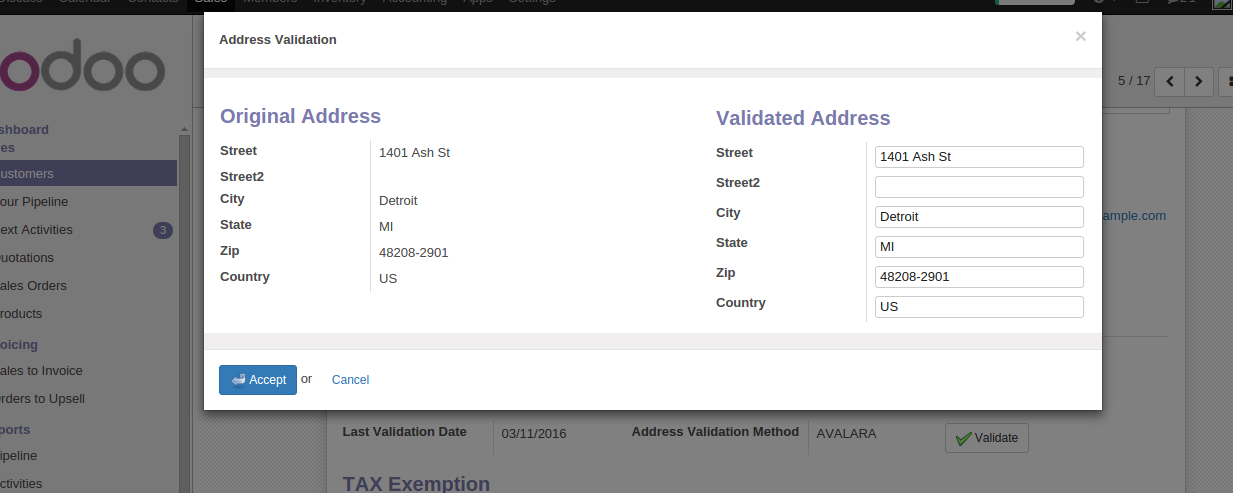 Discuss Calendar Contacts Sales Members Inventory Accounting Apps Settings
Address Validation
×
odoo
5 / 17
shboard
es
ustomers
our Pipeline
ext Activities 3
uotations
ales Orders
roducts
voicing
ales to Invoice
rders to Upsell
ports
ipeline
ctivities
Original Address
Street 1401 Ash St
Street2
City Detroit
State MI
Zip 48208-2901
Country US
Validated Address
Street 1401 Ash St
Street2
City Detroit
State MI
Zip 48208-2901
Country US
ample.com
Accept or Cancel
Last Validation Date 03/11/2016 Address Validation Method AVALARA Validate
TAX Exemption